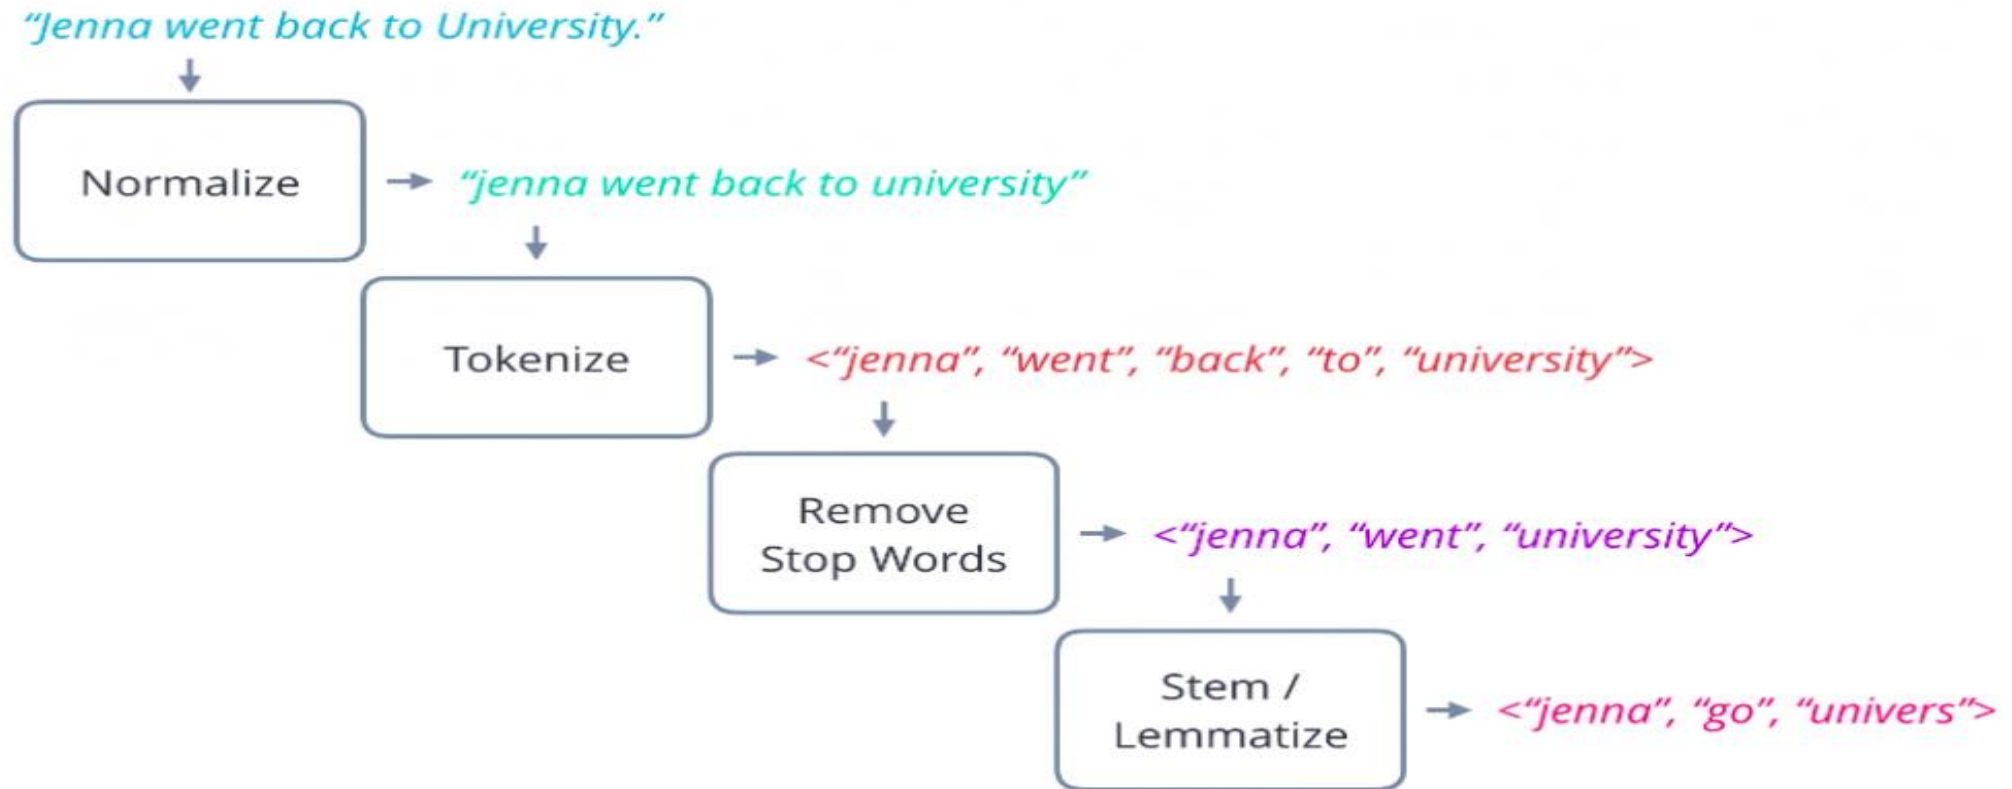 “Jenna went back to University.”
Normalize
“jenna went back to university”
Tokenize
<“jenna”, “went”, “back”, “to”, “university”>
Remove
Stop Words
<“jenna”, “went”, “university”>
Stem /
Lemmatize
<“jenna”, “go”, “univers”>